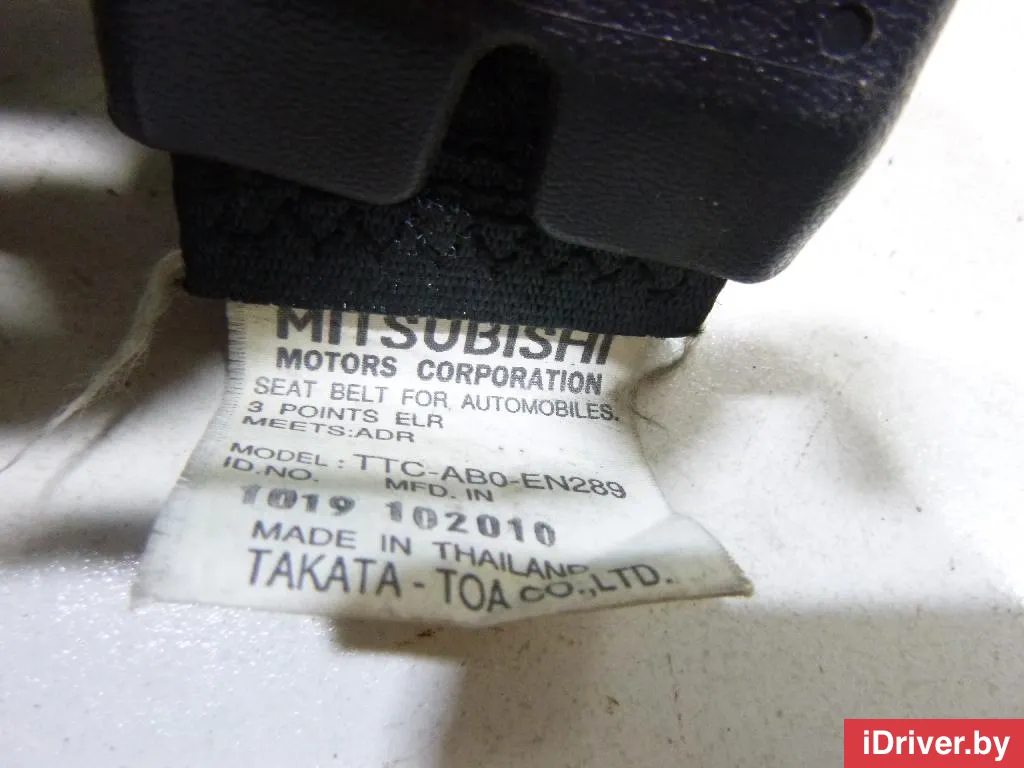 MITSUBISHI
MOTORS CORPORATION
SEAT BELT FOR AUTOMOBILES.
3 POINTS ELR
MEETS:ADR
MODEL : TTC-AB0-EN289
ID.NO. MFD. IN
1019 102010
MADE IN THAILAND
TAKATA - TOA CO.,LTD.
iDriver.by